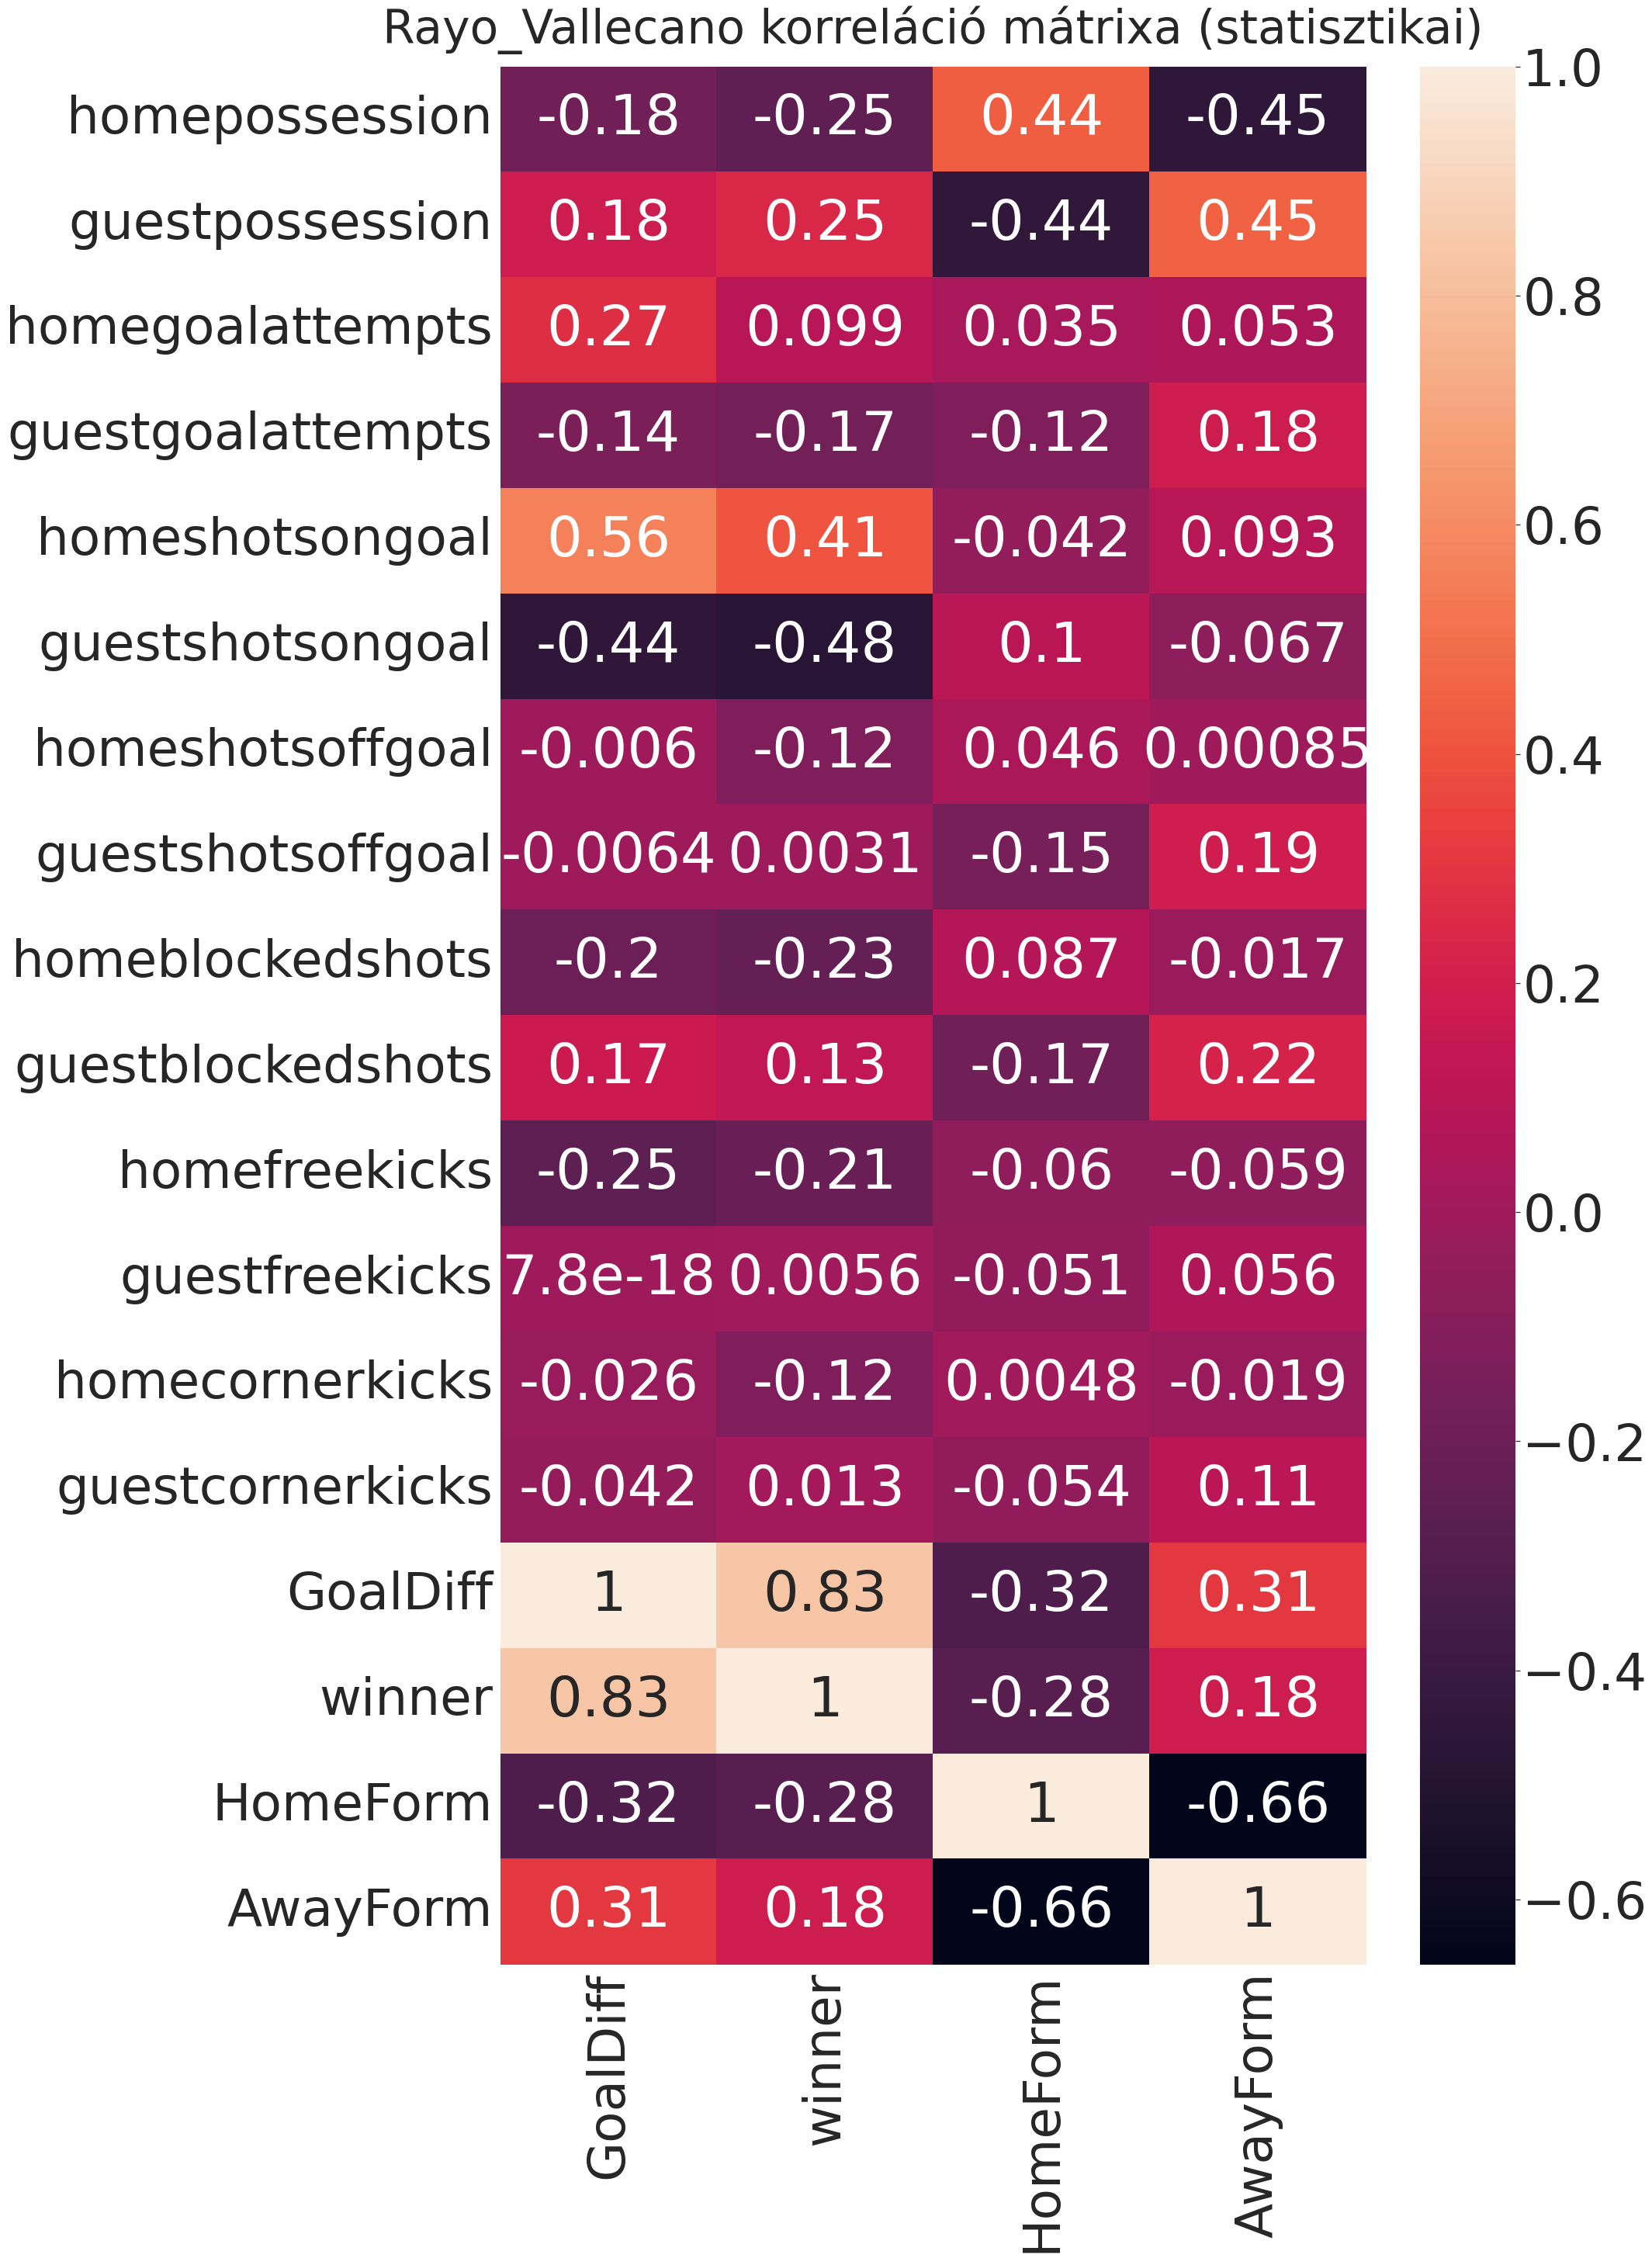 Rayo_Vallecano korreláció mátrixa (statisztikai)
homepossession -0.18 -0.25 0.44 -0.45
guestpossession 0.18 0.25 -0.44 0.45
homegoalattempts 0.27 0.099 0.035 0.053
guestgoalattempts -0.14 -0.17 -0.12 0.18
homeshotsongoal 0.56 0.41 -0.042 0.093
guestshotsongoal -0.44 -0.48 0.1 -0.067
homeshotsoffgoal -0.006 -0.12 0.046 0.00085
guestshotsoffgoal -0.0064 0.0031 -0.15 0.19
homeblockedshots -0.2 -0.23 0.087 -0.017
guestblockedshots 0.17 0.13 -0.17 0.22
homefreekicks -0.25 -0.21 -0.06 -0.059
guestfreekicks 7.8e-18 0.0056 -0.051 0.056
homecornerkicks -0.026 -0.12 0.0048 -0.019
guestcornerkicks -0.042 0.013 -0.054 0.11
GoalDiff 1 0.83 -0.32 0.31
winner 0.83 1 -0.28 0.18
HomeForm -0.32 -0.28 1 -0.66
AwayForm 0.31 0.18 -0.66 1
GoalDiff winner HomeForm AwayForm
1.0
0.8
0.6
0.4
0.2
0.0
−0.2
−0.4
−0.6